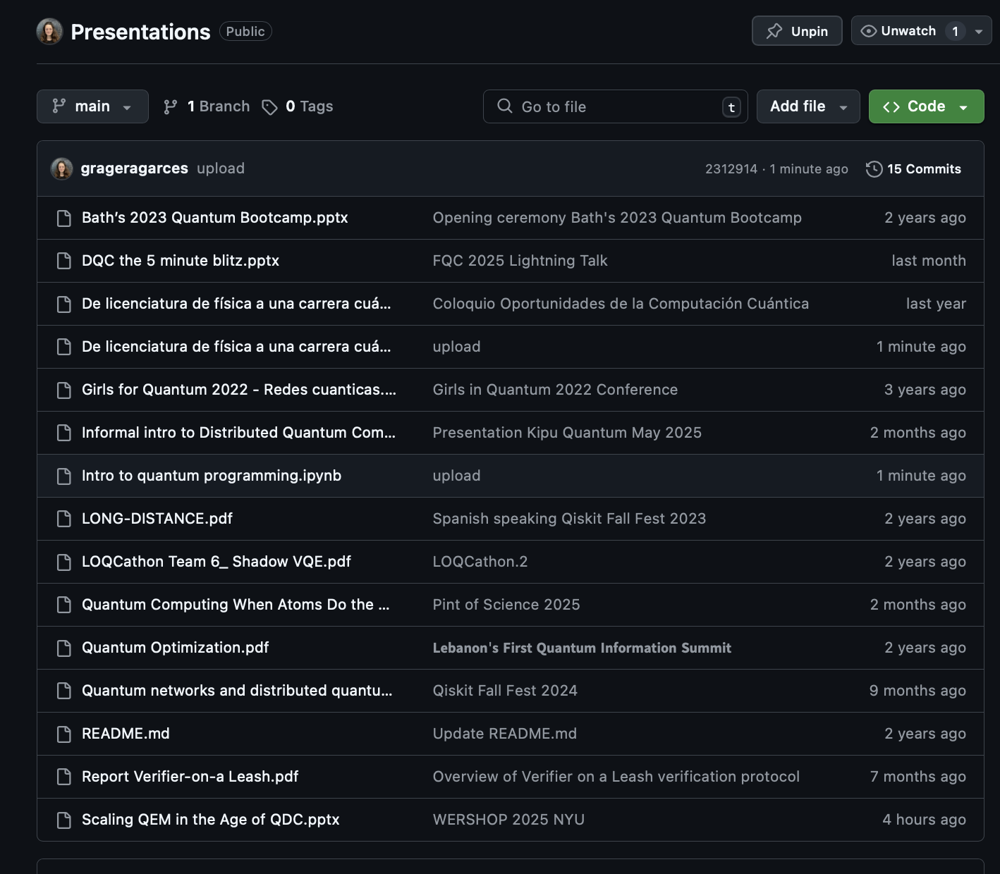 Presentations Public Unpin Unwatch 1
main 1 Branch 0 Tags Go to file t Add file Code
grageragarces upload 2312914 · 1 minute ago 15 Commits
Bath’s 2023 Quantum Bootcamp.pptx Opening ceremony Bath's 2023 Quantum Bootcamp 2 years ago
DQC the 5 minute blitz.pptx FQC 2025 Lightning Talk last month
De licenciatura de física a una carrera cuá... Coloquio Oportunidades de la Computación Cuántica last year
De licenciatura de física a una carrera cuá... upload 1 minute ago
Girls for Quantum 2022 - Redes cuanticas.... Girls in Quantum 2022 Conference 3 years ago
Informal intro to Distributed Quantum Com... Presentation Kipu Quantum May 2025 2 months ago
Intro to quantum programming.ipynb upload 1 minute ago
LONG-DISTANCE.pdf Spanish speaking Qiskit Fall Fest 2023 2 years ago
LOQCathon Team 6_ Shadow VQE.pdf LOQCathon.2 2 years ago
Quantum Computing When Atoms Do the ... Pint of Science 2025 2 months ago
Quantum Optimization.pdf Lebanon's First Quantum Information Summit 2 years ago
Quantum networks and distributed quantu... Qiskit Fall Fest 2024 9 months ago
README.md Update README.md 2 years ago
Report Verifier-on-a Leash.pdf Overview of Verifier on a Leash verification protocol 7 months ago
Scaling QEM in the Age of QDC.pptx WERSHOP 2025 NYU 4 hours ago